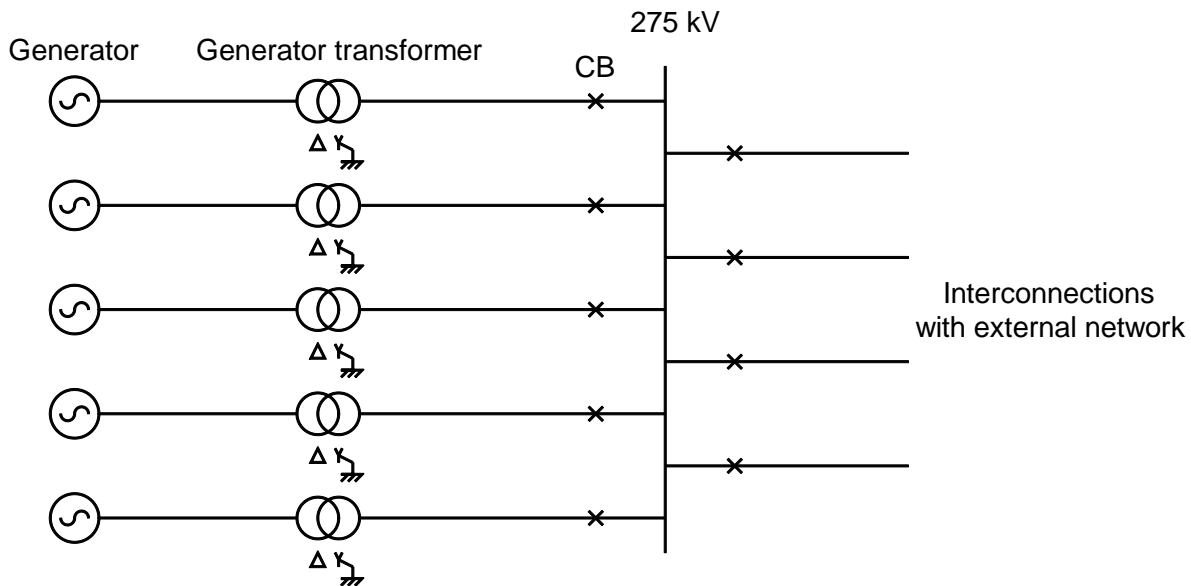 275 kV
Generator
Generator transformer
CB
Interconnections
with external network